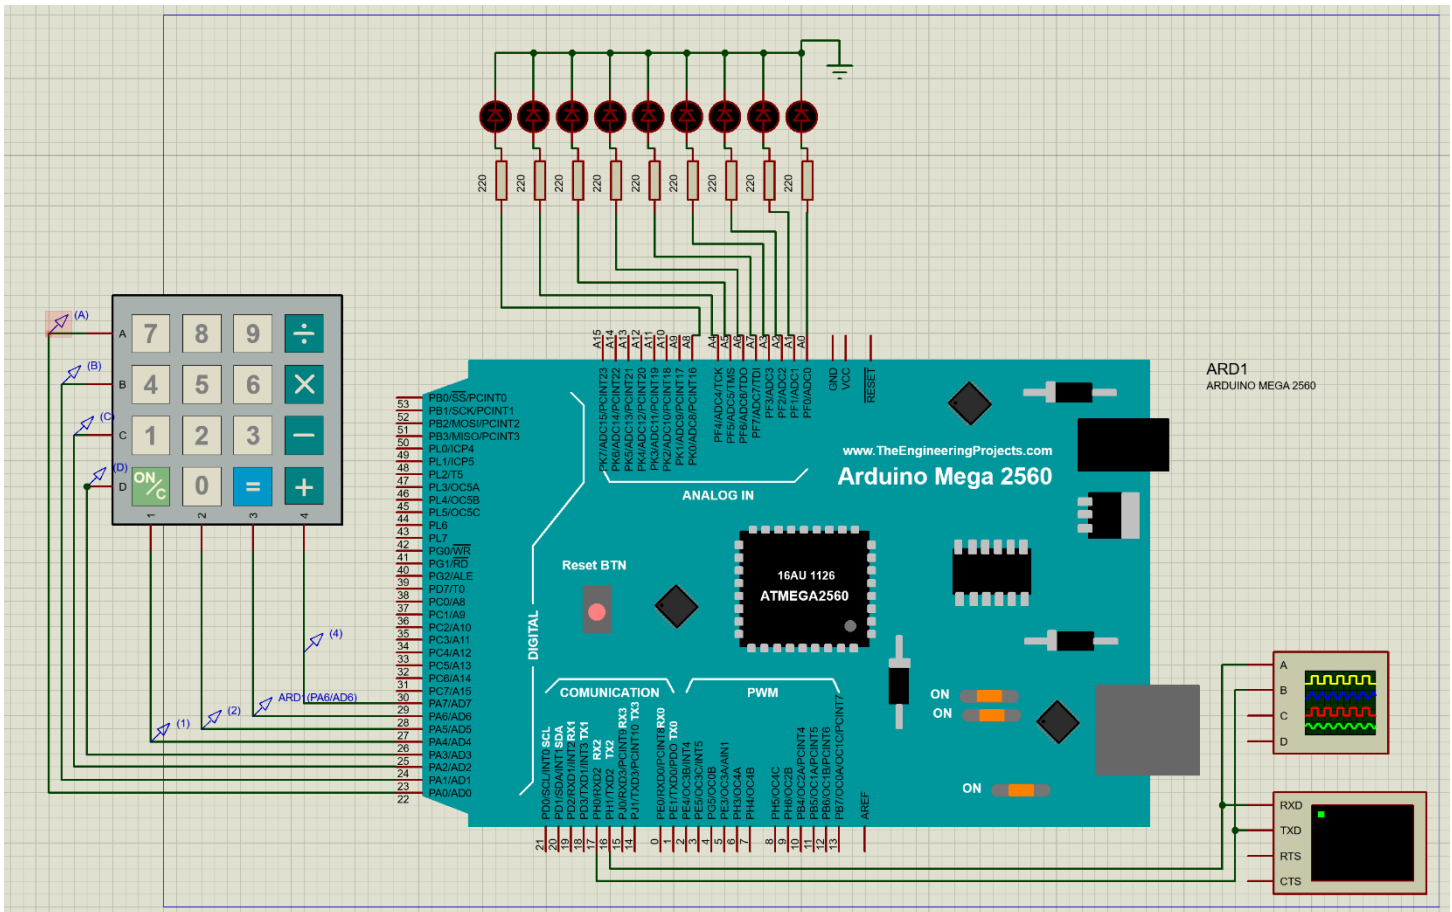 220
220
220
220
220
220
220
220
A15
A14
A13
A12
A11
A10
A9
A8
A4
A5
A6
A7
A3
A2
A1
A0
PK7/ADC15/PCINT23
PK6/ADC14/PCINT22
PK5/ADC13/PCINT21
PK4/ADC12/PCINT20
PK3/ADC11/PCINT19
PK2/ADC10/PCINT18
PK1/ADC9/PCINT17
PK0/ADC8/PCINT16
PF4/ADC4/TCK
PF5/ADC5/TMS
PF6/ADC6/TDO
PF7/ADC7/TDI
PF3/ADC3
PF2/ADC2
PF1/ADC1
PF0/ADC0
GND
VCC
RESET
ANALOG IN
ARD1
ARDUINO MEGA 2560
www.TheEngineeringProjects.com
Arduino Mega 2560
(A)
(B)
(C)
(D)
A 7 8 9 ÷
B 4 5 6 ×
C 1 2 3 −
D ON/C 0 = +
1 2 3 4
(1)
(2)
ARD1(PA6/AD6)
(4)
PB0/SS/PCINT0
53 PB1/SCK/PCINT1
52 PB2/MOSI/PCINT2
51 PB3/MISO/PCINT3
50 PL0/ICP4
49 PL1/ICP5
48 PL2/T5
47 PL3/OC5A
46 PL4/OC5B
45 PL5/OC5C
44 PL6
43 PL7
42 PG0/WR
41 PG1/RD
40 PG2/ALE
39 PD7/T0
38 PC0/A8
37 PC1/A9
36 PC2/A10
35 PC3/A11
34 PC4/A12
33 PC5/A13
32 PC6/A14
31 PC7/A15
30 PA7/AD7
29 PA6/AD6
28 PA5/AD5
27 PA4/AD4
26 PA3/AD3
25 PA2/AD2
24 PA1/AD1
23 PA0/AD0
22
DIGITAL
Reset BTN
16AU 1126
ATMEGA2560
COMUNICATION
PWM
ON
ON
ON
PD0/SCL/INT0 SCL
PD1/SDA/INT1 SDA
PD2/RXD1/INT2 RX1
PD3/TXD1/INT3 TX1
PH0/RXD2 RX2
PH1/TXD2 TX2
PJ0/RXD3/PCINT9 RX3
PJ1/TXD3/PCINT10 TX3
PE0/RXD0/PCINT8 RX0
PE1/TXD0/PDO TX0
PE4/OC3B/INT4
PE5/OC3C/INT5
PG5/OC0B
PE3/OC3A/AIN1
PH3/OC4A
PH4/OC4B
PH5/OC4C
PH6/OC2B
PB4/OC2A/PCINT4
PB5/OC1A/PCINT5
PB6/OC1B/PCINT6
PB7/OC0A/OC1C/PCINT7
AREF
21
20
19
18
17
16
15
14
0
1
2
3
4
5
6
7
8
9
10
11
12
13
A
B
C
D
RXD
TXD
RTS
CTS